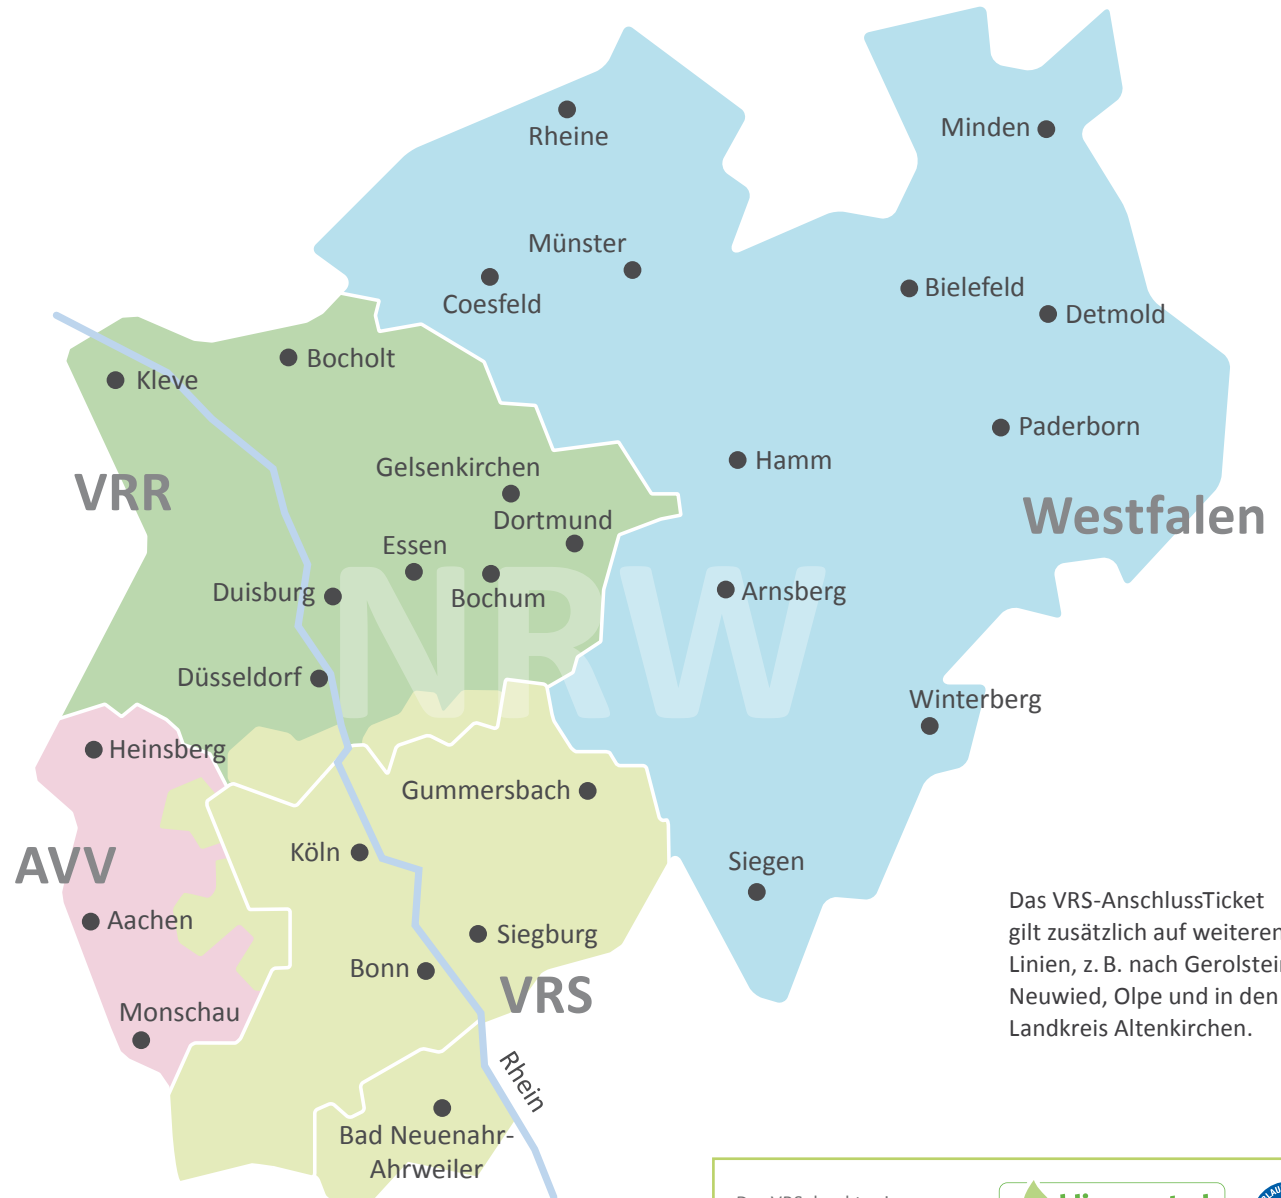 Rheine
Minden
Münster
Coesfeld
Bielefeld
Detmold
Bocholt
Kleve
Paderborn
Hamm
Gelsenkirchen
VRR
Dortmund
Westfalen
Essen
Duisburg
Bochum
NRW
Arnsberg
Düsseldorf
Winterberg
Heinsberg
Gummersbach
Köln
AVV
Siegen
Aachen
Siegburg
Bonn
VRS
Monschau
Rhein
Bad Neuenahr-
Ahrweiler
Das VRS-AnschlussTicket
gilt zusätzlich auf weiteren
Linien, z. B. nach Gerolstein
Neuwied, Olpe und in den
Landkreis Altenkirchen.